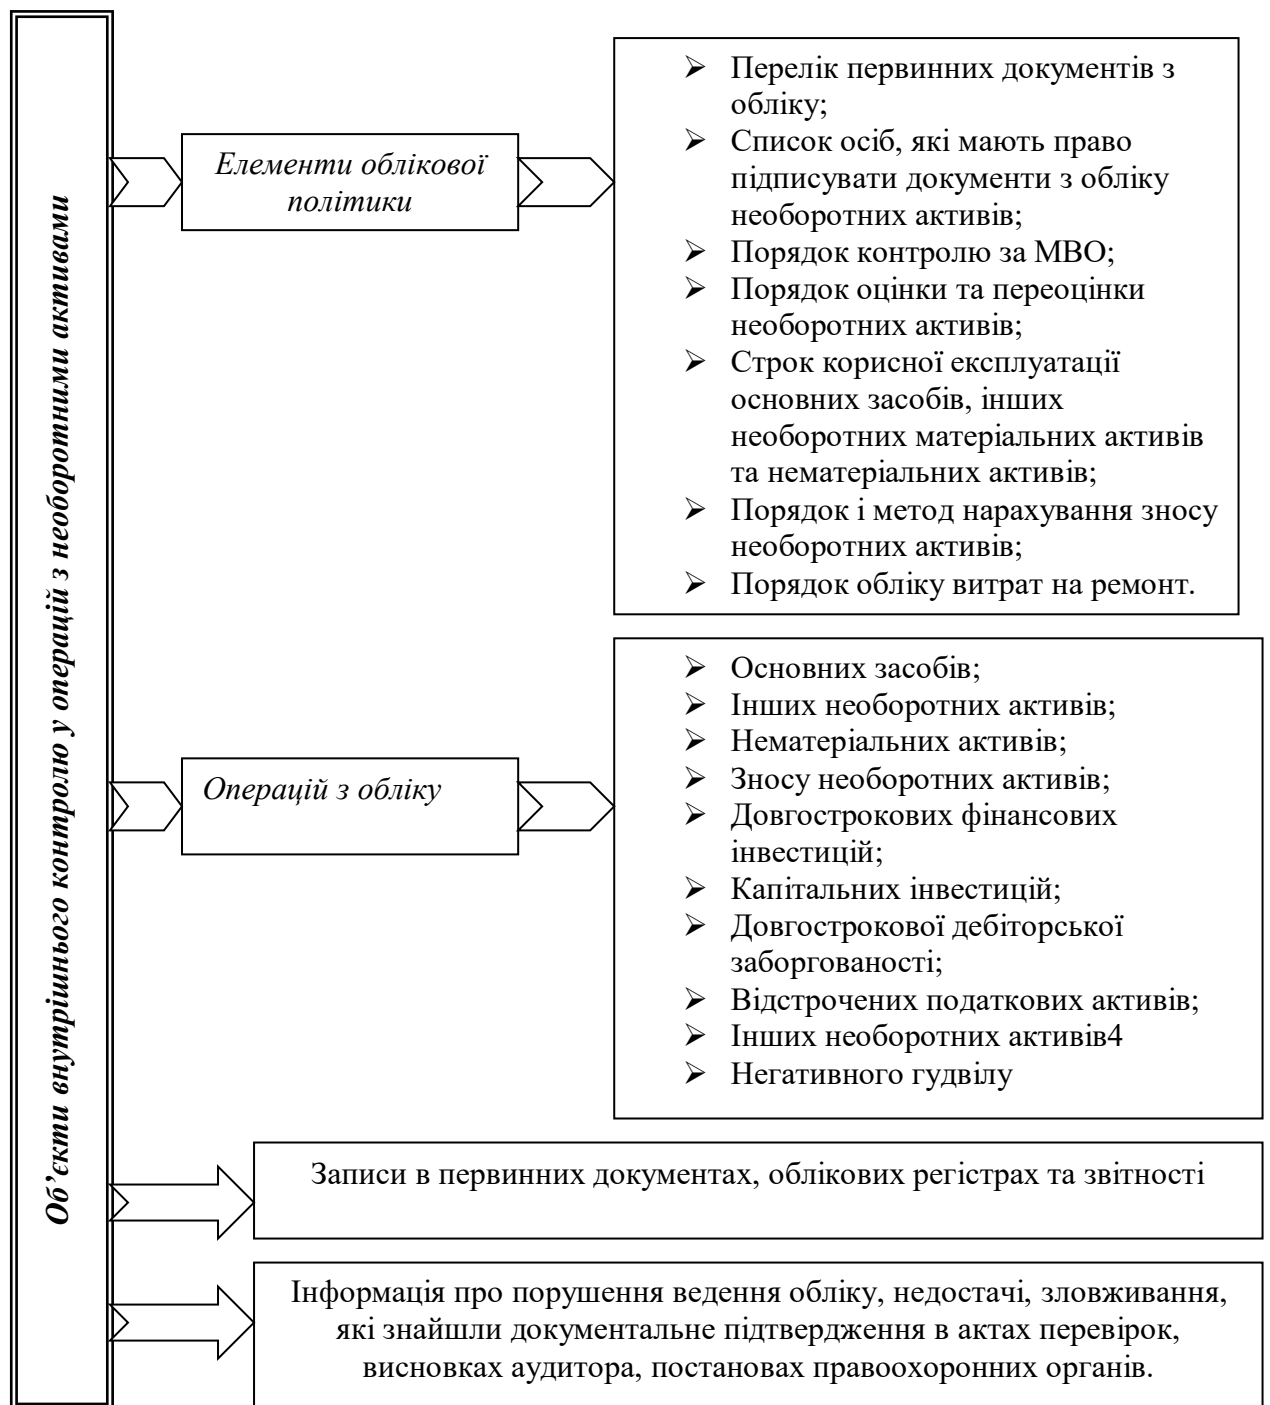 Об’єкти внутрішнього контролю у операцій з необоротними активами
Елементи облікової
політики
➢ Перелік первинних документів з
обліку;
➢ Список осіб, які мають право
підписувати документи з обліку
необоротних активів;
➢ Порядок контролю за МВО;
➢ Порядок оцінки та переоцінки
необоротних активів;
➢ Строк корисної експлуатації
основних засобів, інших
необоротних матеріальних активів
та нематеріальних активів;
➢ Порядок і метод нарахування зносу
необоротних активів;
➢ Порядок обліку витрат на ремонт.
Операцій з обліку
➢ Основних засобів;
➢ Інших необоротних активів;
➢ Нематеріальних активів;
➢ Зносу необоротних активів;
➢ Довгострокових фінансових
інвестицій;
➢ Капітальних інвестицій;
➢ Довгострокової дебіторської
заборгованості;
➢ Відстрочених податкових активів;
➢ Інших необоротних активів4
➢ Негативного гудвілу
Записи в первинних документах, облікових регістрах та звітності
Інформація про порушення ведення обліку, недостачі, зловживання,
які знайшли документальне підтвердження в актах перевірок,
висновках аудитора, постановах правоохоронних органів.